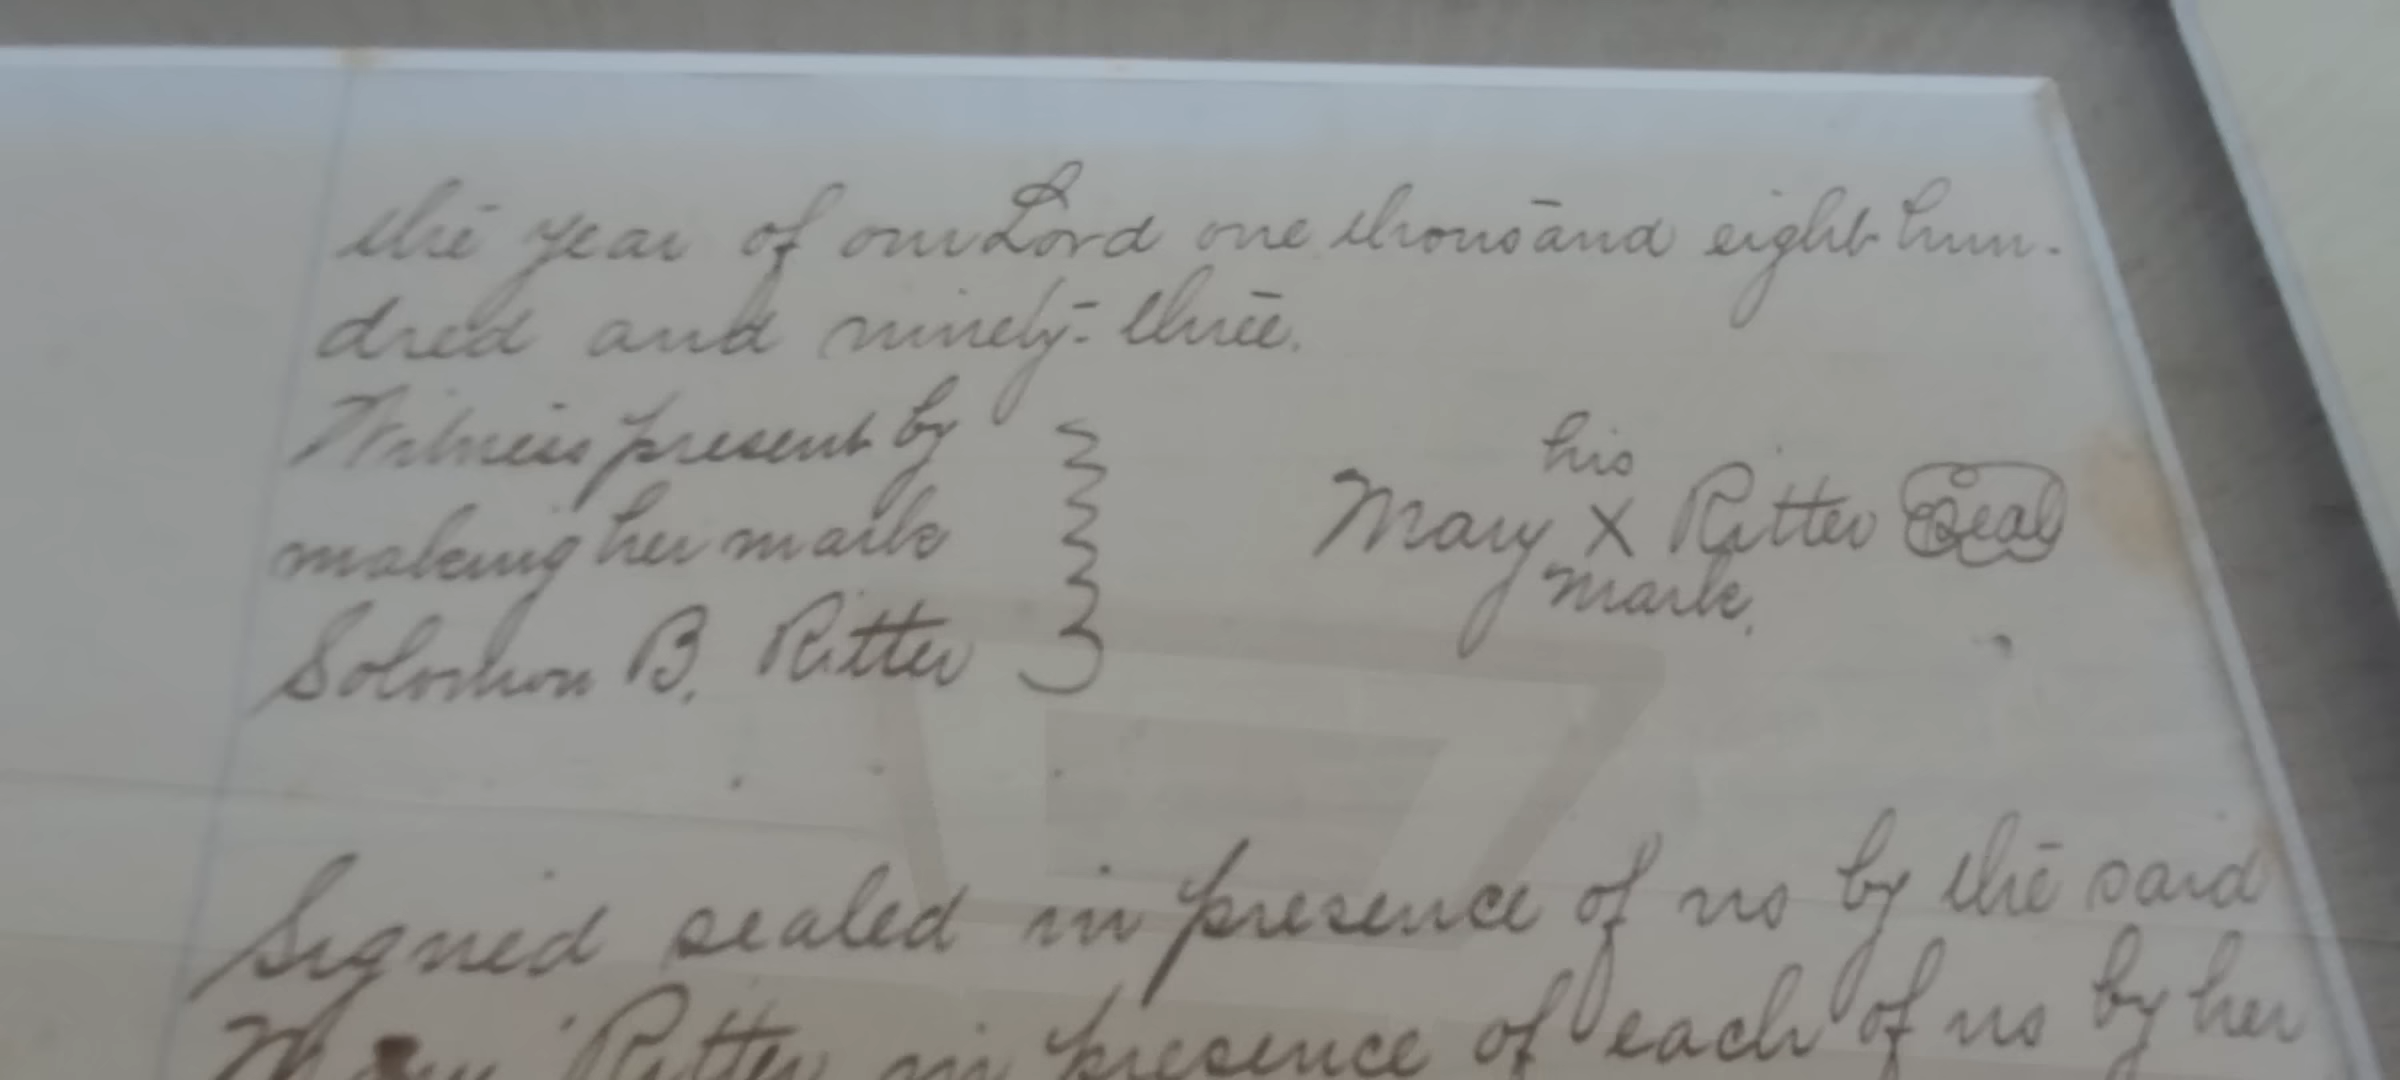 the year of our Lord one thousand eight hun-
dred and ninety-three.
Witness present by
making her mark
Solomon B. Ritter
his
Mary X Ritter Seal
mark.
Signed sealed in presence of us by the said
Mary Ritter in presence of each of us by her